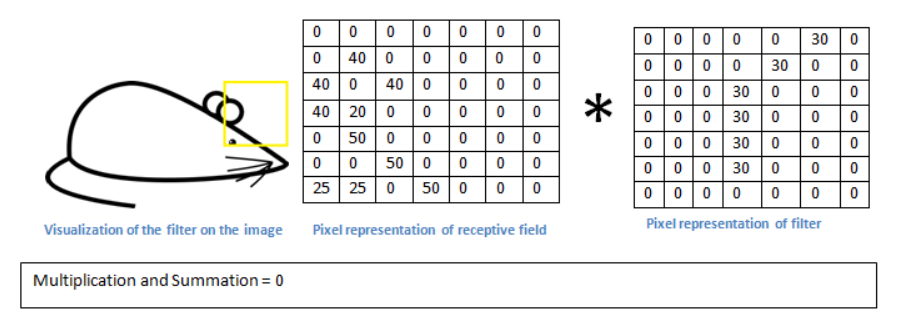 0 0 0 0 0 0 0
0 40 0 0 0 0 0
40 0 40 0 0 0 0
40 20 0 0 0 0 0
0 50 0 0 0 0 0
0 0 50 0 0 0 0
25 25 0 50 0 0 0
*
0 0 0 0 0 30 0
0 0 0 0 30 0 0
0 0 0 30 0 0 0
0 0 0 30 0 0 0
0 0 0 30 0 0 0
0 0 0 30 0 0 0
0 0 0 0 0 0 0
Visualization of the filter on the image
Pixel representation of receptive field
Pixel representation of filter
Multiplication and Summation = 0